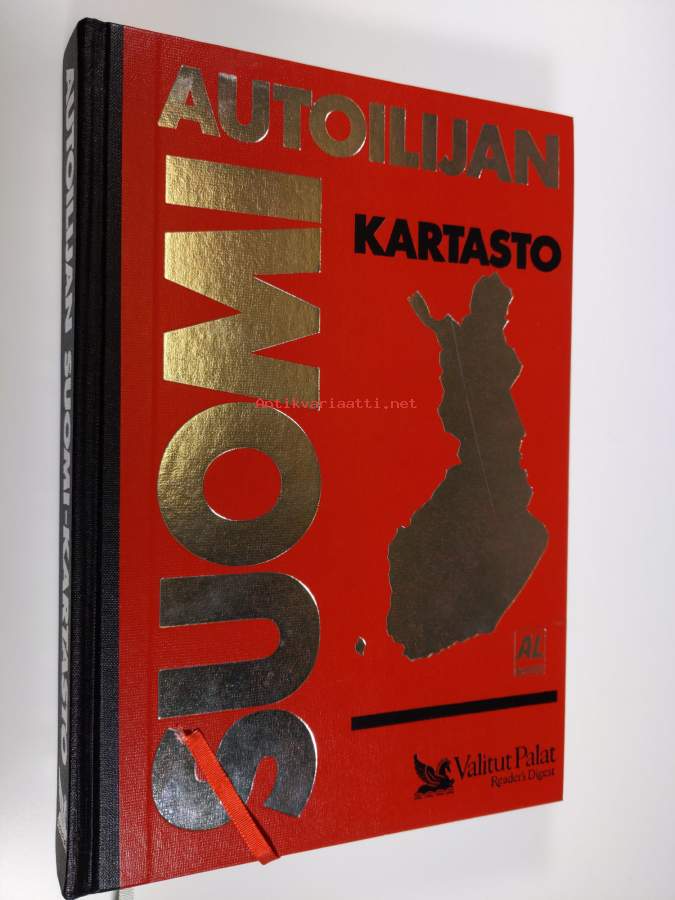 AUTOILIJAN
SUOMI
KARTASTO
AL
Valitut Palat
Reader's Digest
AUTOILIJAN SUOMI-KARTASTO
Antikvariaatti.net